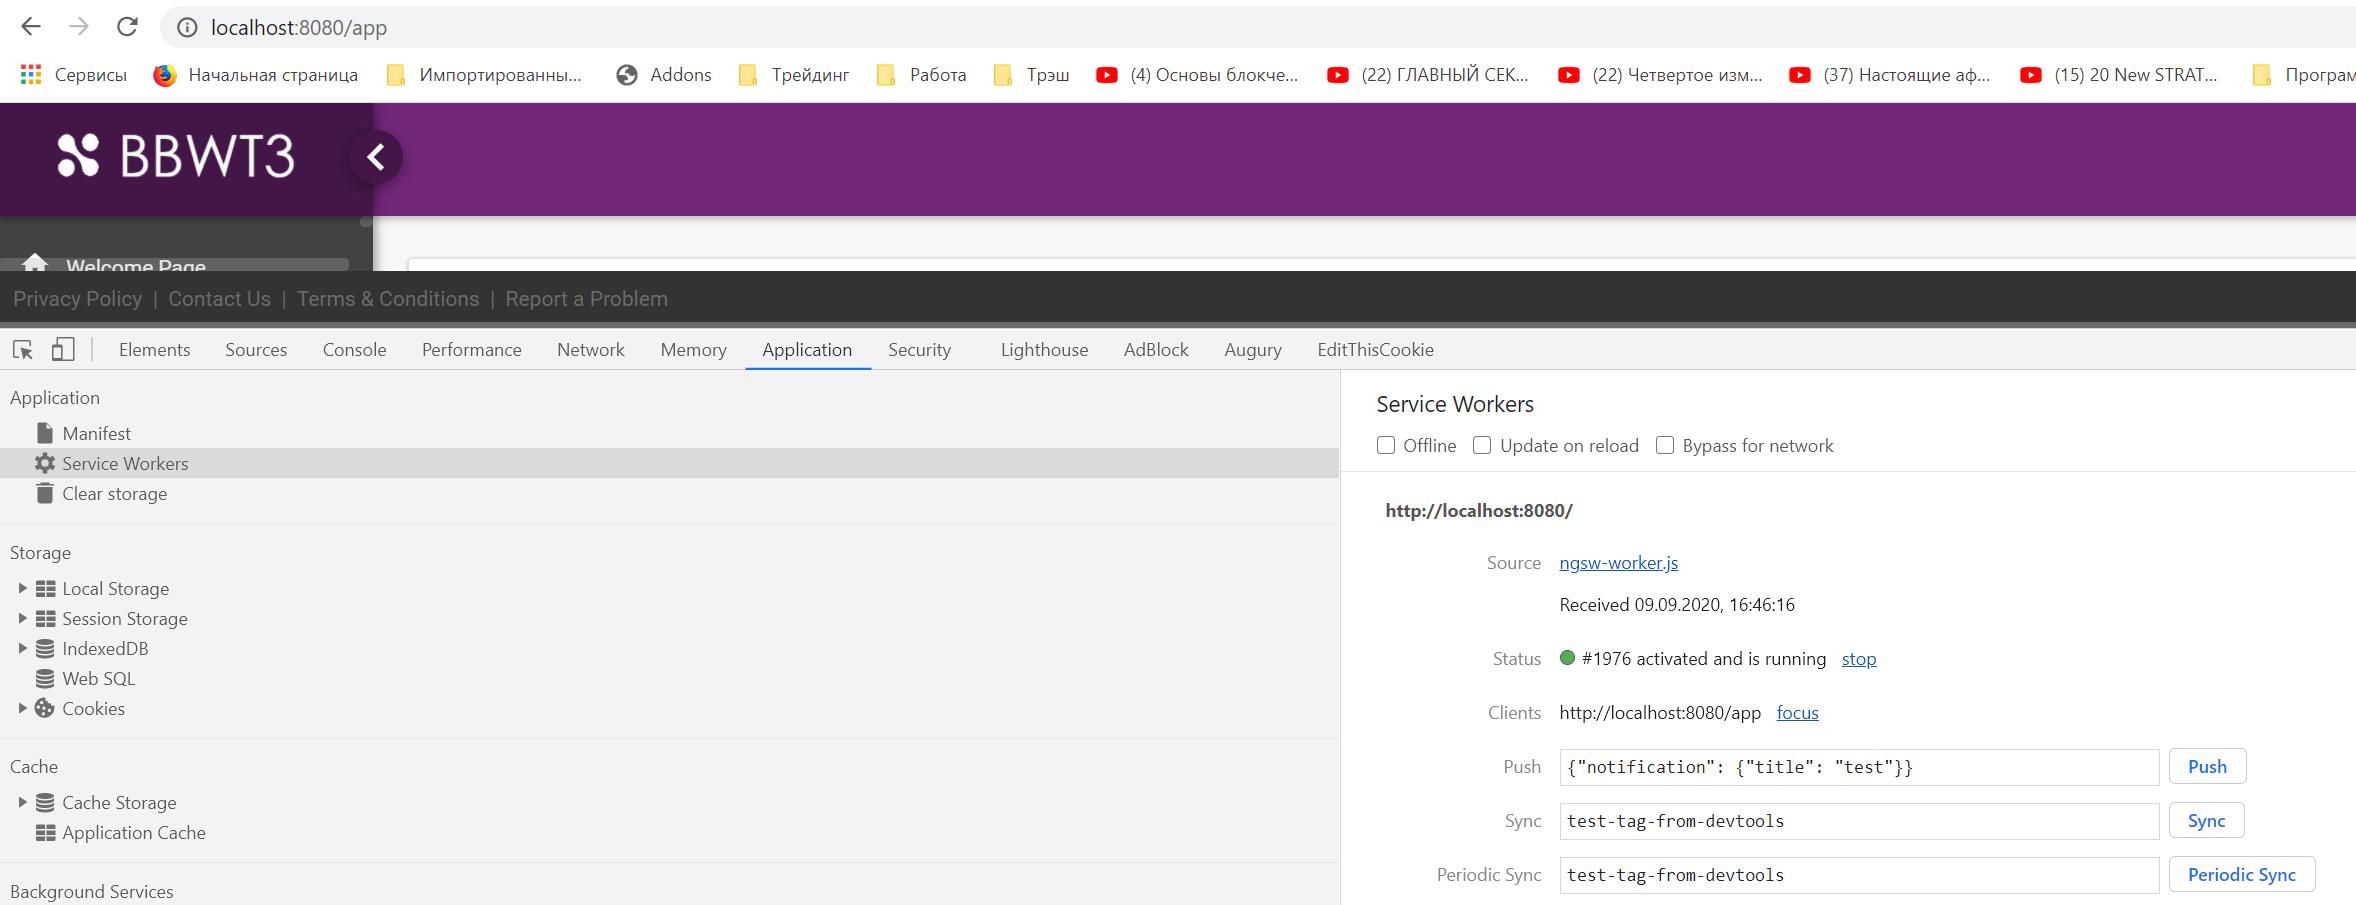 localhost:8080/app
Сервисы Начальная страница Импортированны... Addons Трейдинг Работа Трэш (4) Основы блокче... (22) ГЛАВНЫЙ СЕК... (22) Четвертое изм... (37) Настоящие аф... (15) 20 New STRAT... Програм
BBWT3
Welcome Page
Privacy Policy | Contact Us | Terms & Conditions | Report a Problem
Elements Sources Console Performance Network Memory Application Security Lighthouse AdBlock Augury EditThisCookie
Application
Manifest
Service Workers
Clear storage
Storage
Local Storage
Session Storage
IndexedDB
Web SQL
Cookies
Cache
Cache Storage
Application Cache
Background Services
Service Workers
Offline Update on reload Bypass for network
http://localhost:8080/
Source ngsw-worker.js
Received 09.09.2020, 16:46:16
Status #1976 activated and is running stop
Clients http://localhost:8080/app focus
Push {"notification": {"title": "test"}} Push
Sync test-tag-from-devtools Sync
Periodic Sync test-tag-from-devtools Periodic Sync